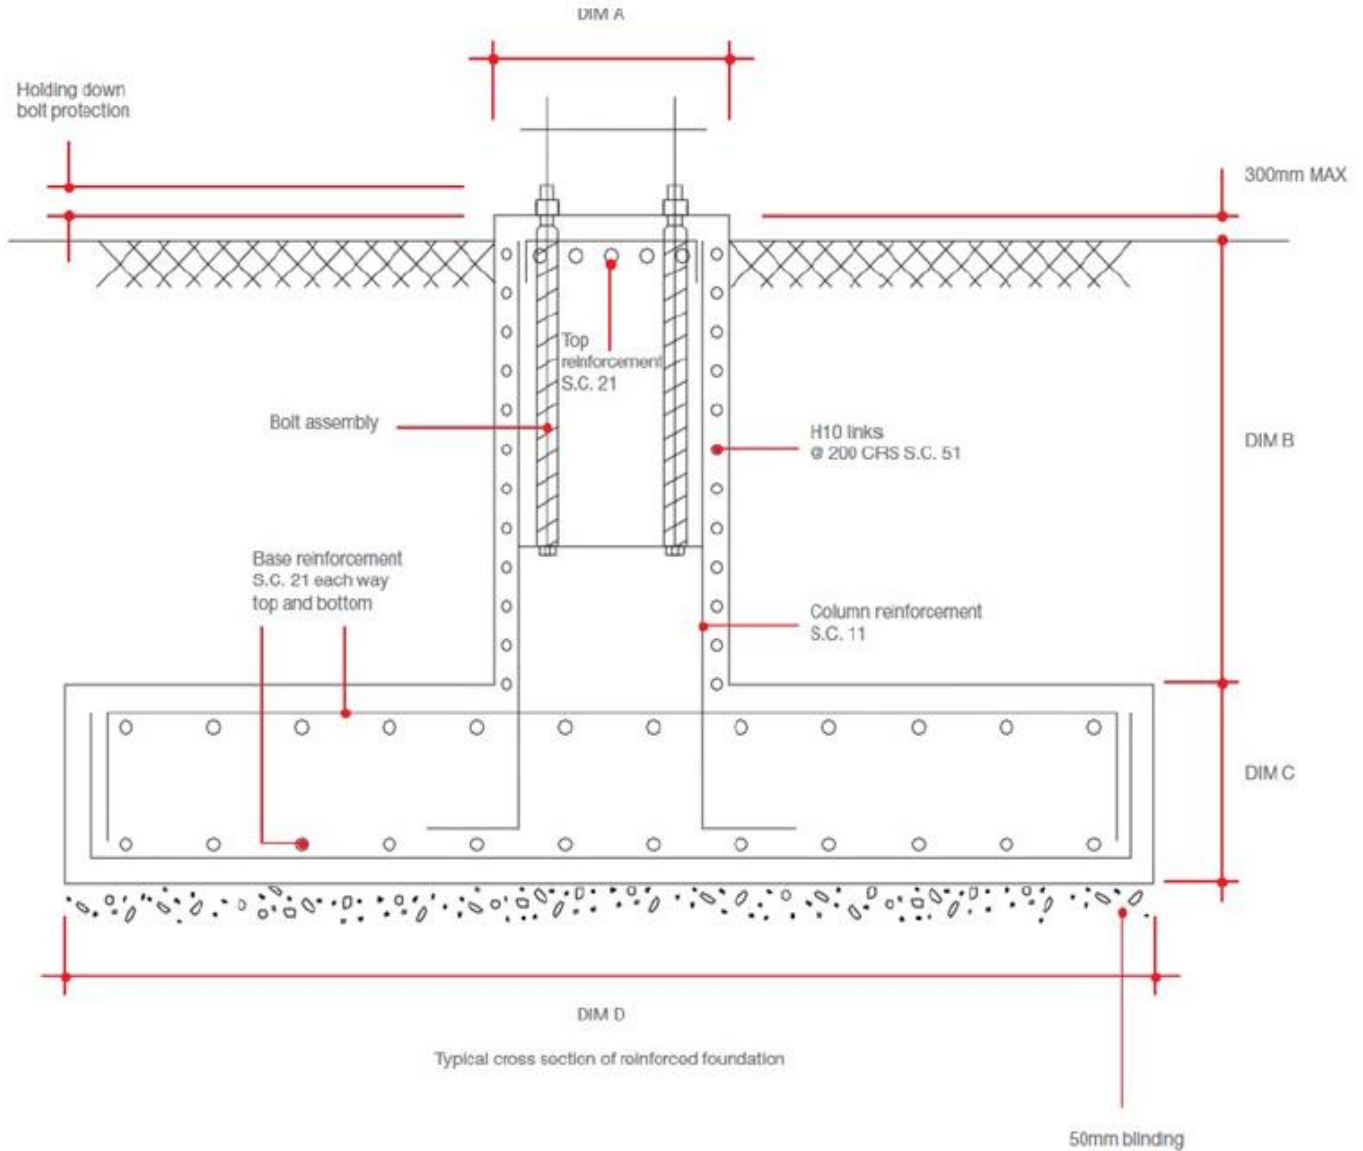 DIM A
Holding down
bolt protection
300mm MAX
Top
reinforcement
S.C. 21
Bolt assembly
H10 links
@ 200 CRS S.C. 51
DIM B
Base reinforcement
S.C. 21 each way
top and bottom
Column reinforcement
S.C. 11
DIM C
DIM D
Typical cross section of reinforced foundation
50mm blinding